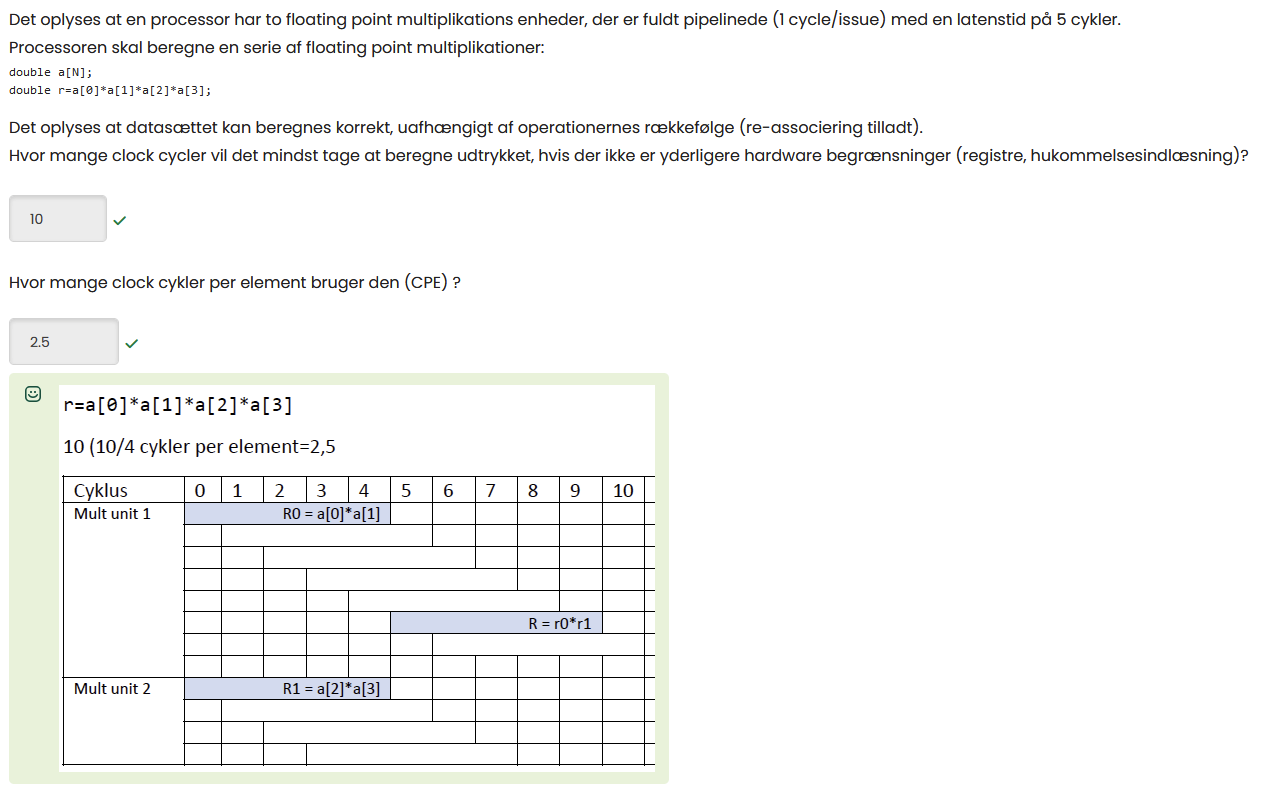 Det oplyses at en processor har to floating point multiplikations enheder, der er fuldt pipelinede (1 cycle/issue) med en latenstid på 5 cykler.
Processoren skal beregne en serie af floating point multiplikationer:
double a[N];
double r=a[0]*a[1]*a[2]*a[3];
Det oplyses at datasættet kan beregnes korrekt, uafhængigt af operationernes rækkefølge (re-associering tilladt).
Hvor mange clock cycler vil det mindst tage at beregne udtrykket, hvis der ikke er yderligere hardware begrænsninger (registre, hukommelsesindlæsning)?
10
Hvor mange clock cykler per element bruger den (CPE) ?
2.5
r=a[0]*a[1]*a[2]*a[3]
10 (10/4 cykler per element=2,5
Cyklus 0 1 2 3 4 5 6 7 8 9 10
Mult unit 1 R0 = a[0]*a[1]
R = r0*r1
Mult unit 2 R1 = a[2]*a[3]